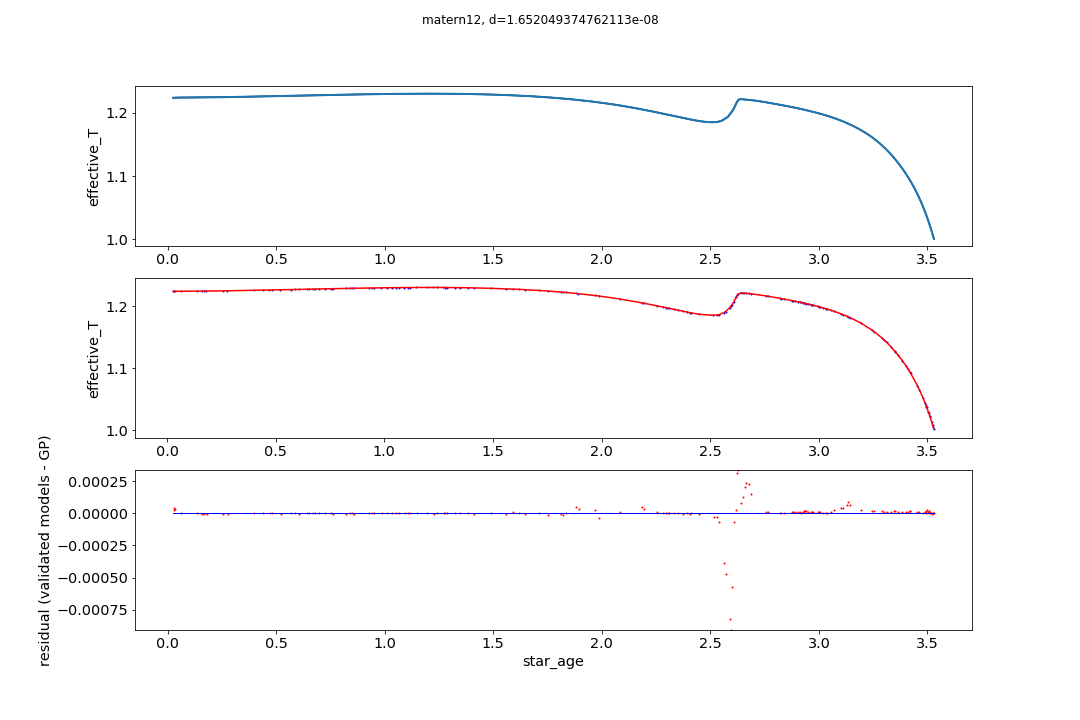 matern12, d=1.652049374762113e-08
effective_T
1.2
1.1
1.0
0.0 0.5 1.0 1.5 2.0 2.5 3.0 3.5
effective_T
1.2
1.1
1.0
0.0 0.5 1.0 1.5 2.0 2.5 3.0 3.5
residual (validated models - GP)
0.00025
0.00000
−0.00025
−0.00050
−0.00075
0.0 0.5 1.0 1.5 2.0 2.5 3.0 3.5
star_age